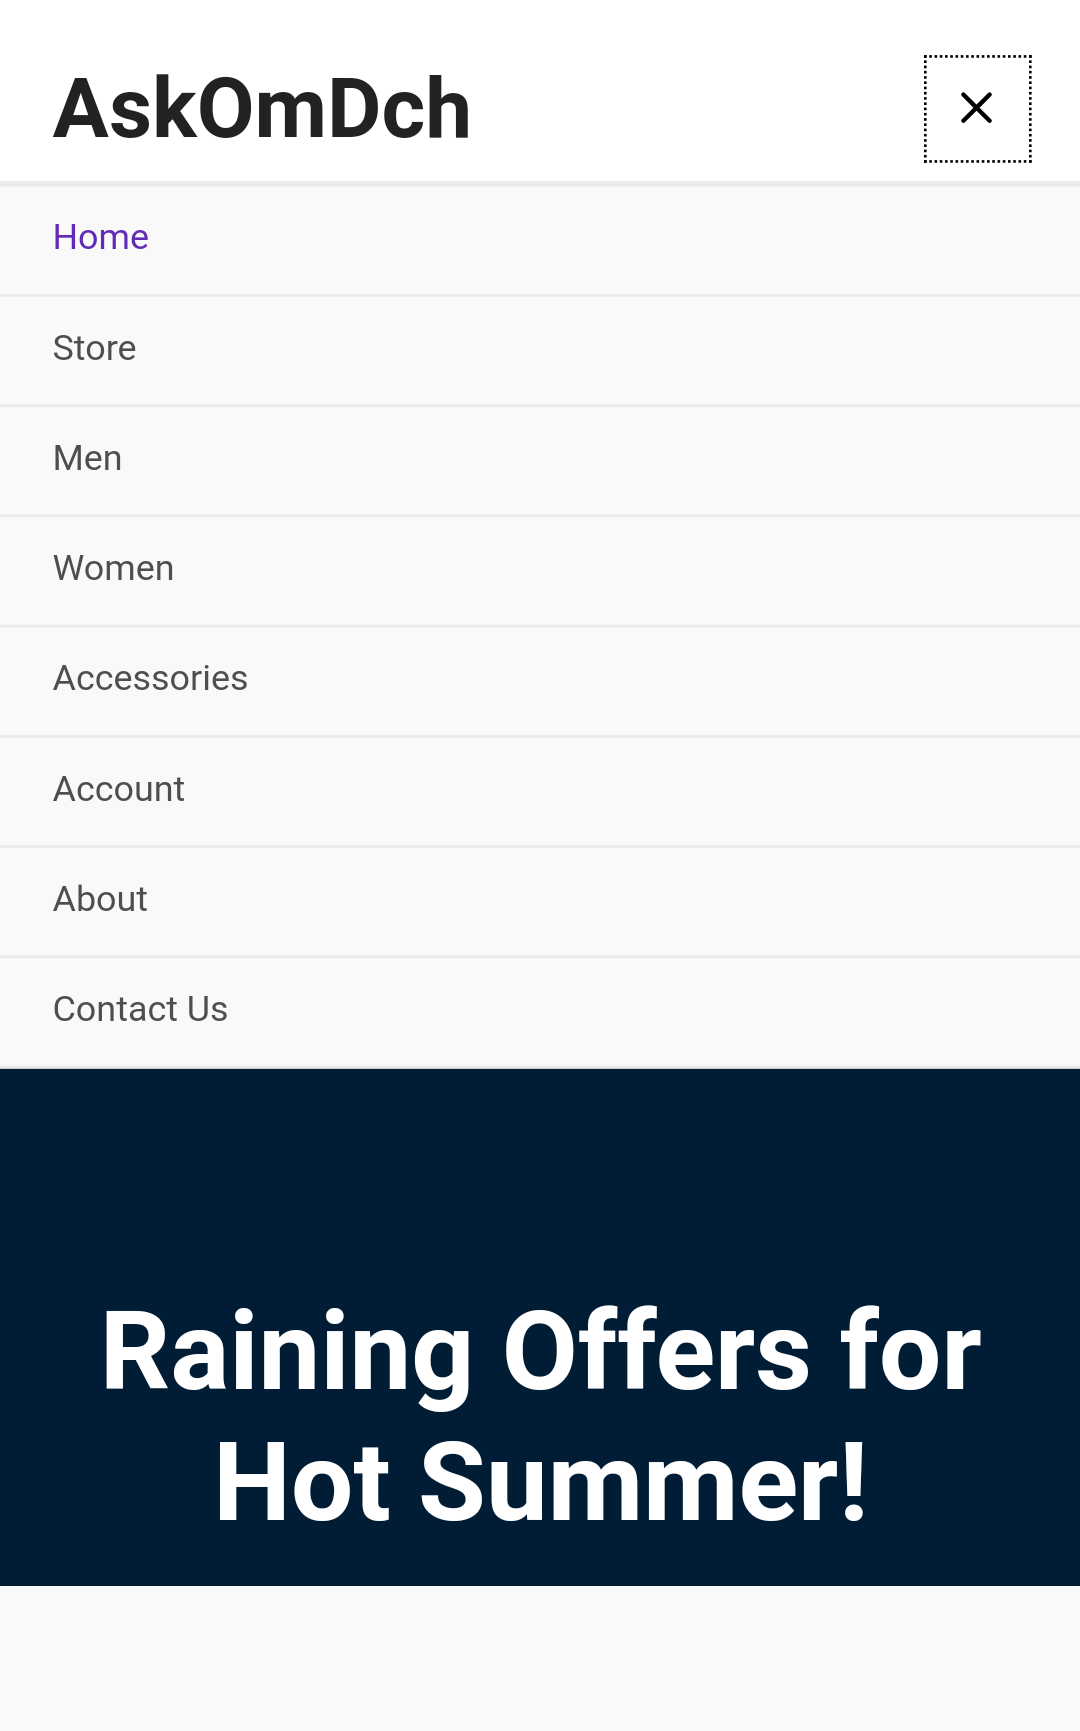 AskOmDch
Home
Store
Men
Women
Accessories
Account
About
Contact Us
Raining Offers for
Hot Summer!